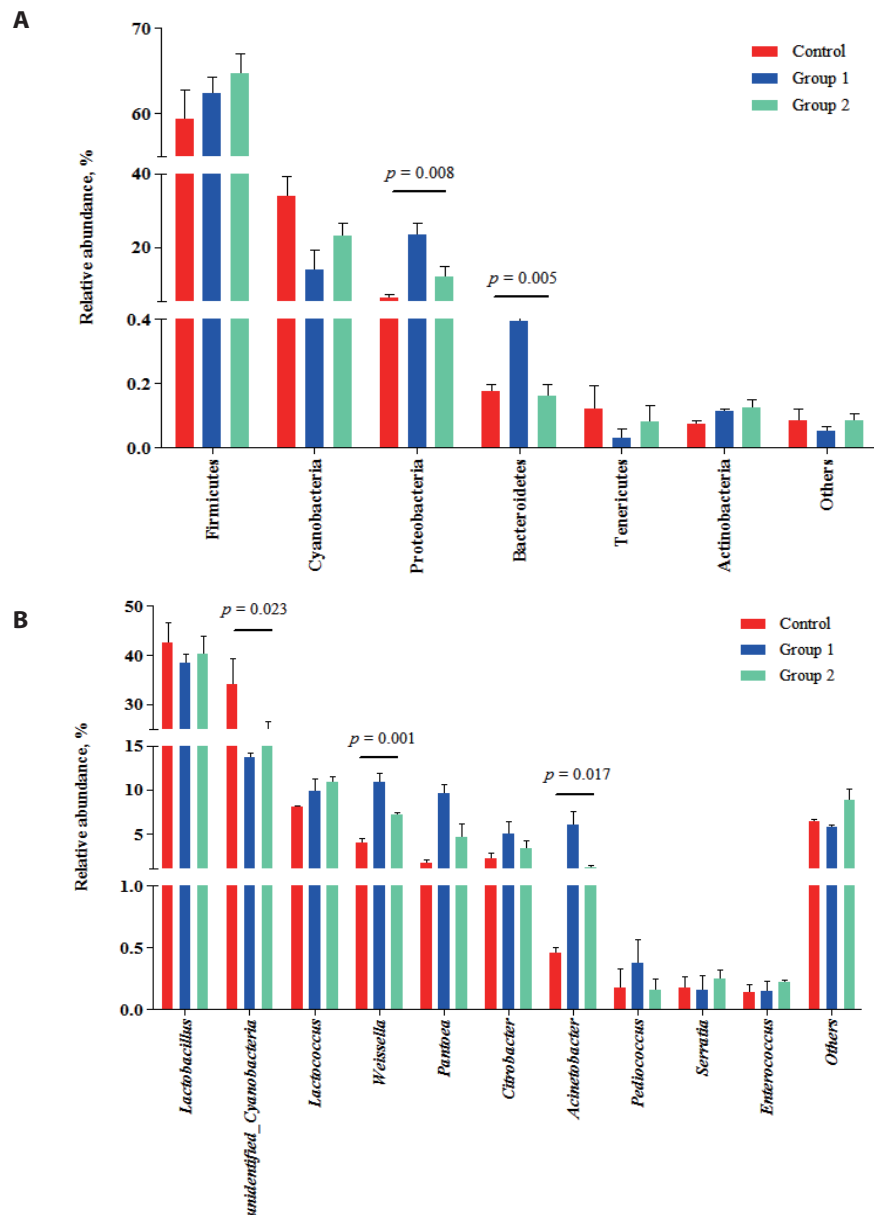 A
70
60
40
20
0.4
0.2
0.0
Relative abundance, %
Control
Group 1
Group 2
p = 0.008
p = 0.005
Firmicutes
Cyanobacteria
Proteobacteria
Bacteroidetes
Tenericutes
Actinobacteria
Others
B
50
40
30
15
10
5
1.0
0.5
0.0
Relative abundance, %
Control
Group 1
Group 2
p = 0.023
p = 0.001
p = 0.017
Lactobacillus
unidentified_Cyanobacteria
Lactococcus
Weissella
Pantoea
Citrobacter
Acinetobacter
Pediococcus
Serratia
Enterococcus
Others